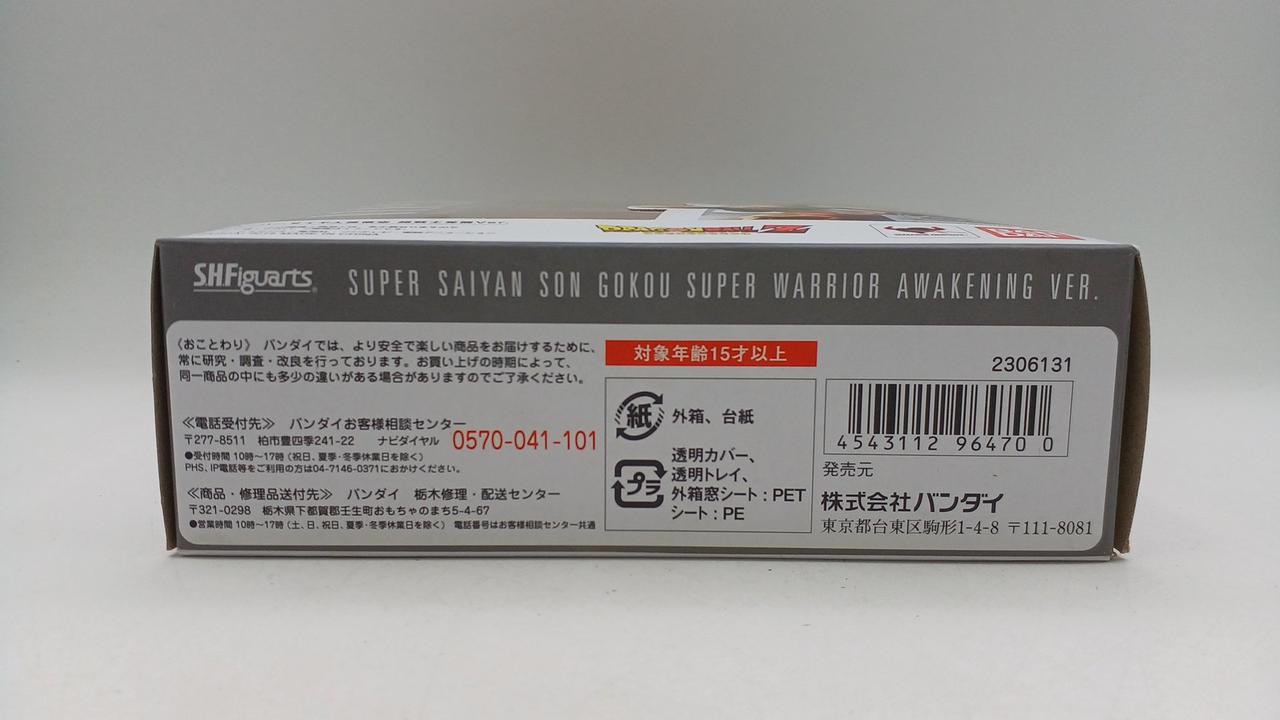 S.H.Figuarts SUPER SAIYAN SON GOKOU SUPER WARRIOR AWAKENING VER.
《おことわり》 バンダイでは、より安全で楽しい商品をお届けするために、
常に研究・調査・改良を行っております。お買い上げの時期によって、
同一商品の中にも多少の違いがある場合がありますのでご了承ください。
≪電話受付先≫ バンダイお客様相談センター
〒277-8511 柏市豊四季241-22 ナビダイヤル 0570-041-101
●受付時間 10時〜17時 (祝日、夏季・冬季休業日を除く)
PHS、IP電話等をご利用の方は04-7146-0371におかけください。
≪商品・修理品送付先≫ バンダイ 栃木修理・配送センター
〒321-0298 栃木県下都賀郡壬生町おもちゃのまち5-4-67
●営業時間 10時〜17時 (土、日、祝日、夏季・冬季休業日を除く) 電話番号はお客様相談センター共通
対象年齢15才以上
紙 外箱、台紙
プラ 透明カバー、
透明トレイ、
外箱窓シート : PET
シート : PE
2306131
4543112 96470 0
発売元
株式会社バンダイ
東京都台東区駒形1-4-8 〒111-8081